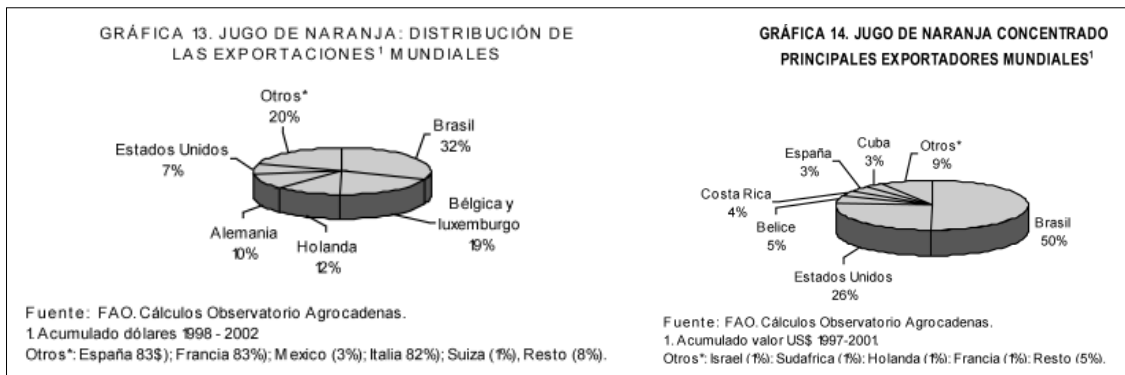 GRÁFICA 13. JUGO DE NARANJA: DISTRIBUCIÓN DE
LAS EXPORTACIONES¹ MUNDIALES
Otros*
20%
Brasil
32%
Estados Unidos
7%
Bélgica y
luxemburgo
19%
Alemania
10%
Holanda
12%
Fuente: FAO. Cálculos Observatorio Agrocadenas.
1. Acumulado dólares 1998 - 2002
Otros*: España 83$); Francia 83%); Mexico (3%); Italia 82%); Suiza (1%), Resto (8%).
GRÁFICA 14. JUGO DE NARANJA CONCENTRADO
PRINCIPALES EXPORTADORES MUNDIALES¹
Cuba
3%
Otros*
9%
España
3%
Costa Rica
4%
Belice
5%
Brasil
50%
Estados Unidos
26%
Fuente: FAO. Cálculos Observatorio Agrocadenas.
1. Acumulado valor US$ 1997-2001
Otros*: Israel (1%): Sudafrica (1%): Holanda (1%): Francia (1%): Resto (5%).